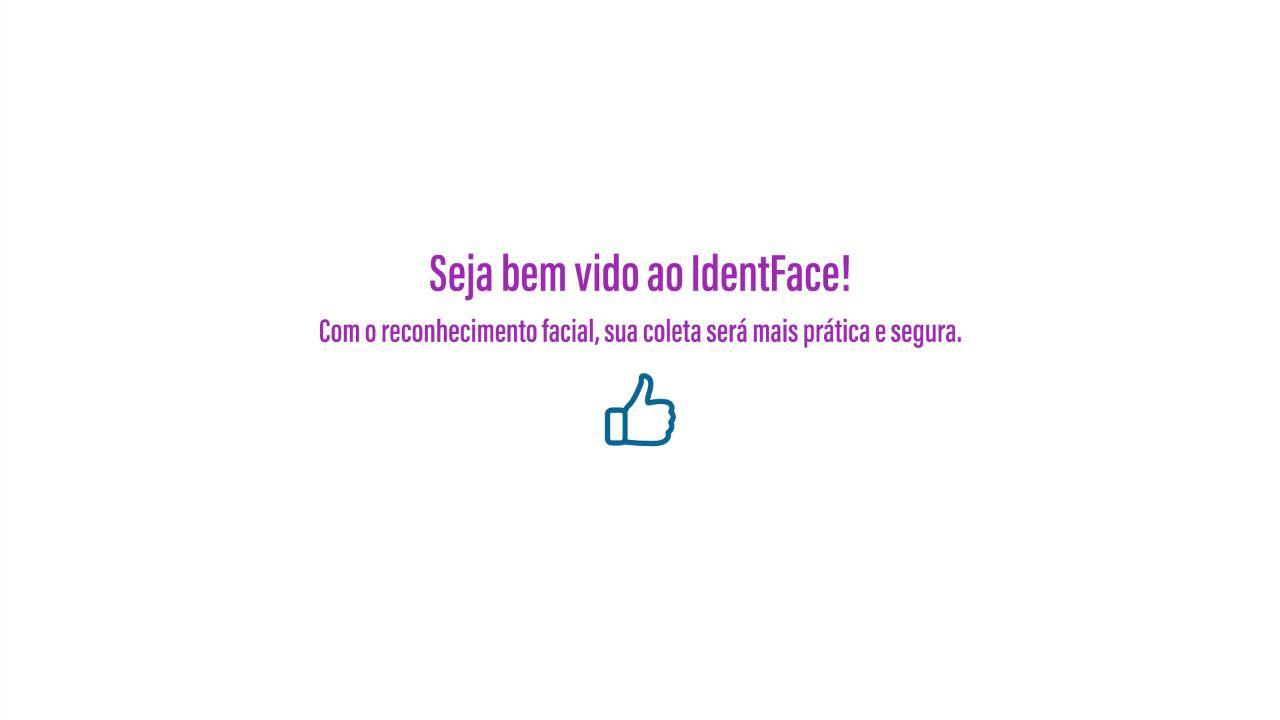 Seja bem vido ao IdentFace!
Com o reconhecimento facial, sua coleta será mais prática e segura.